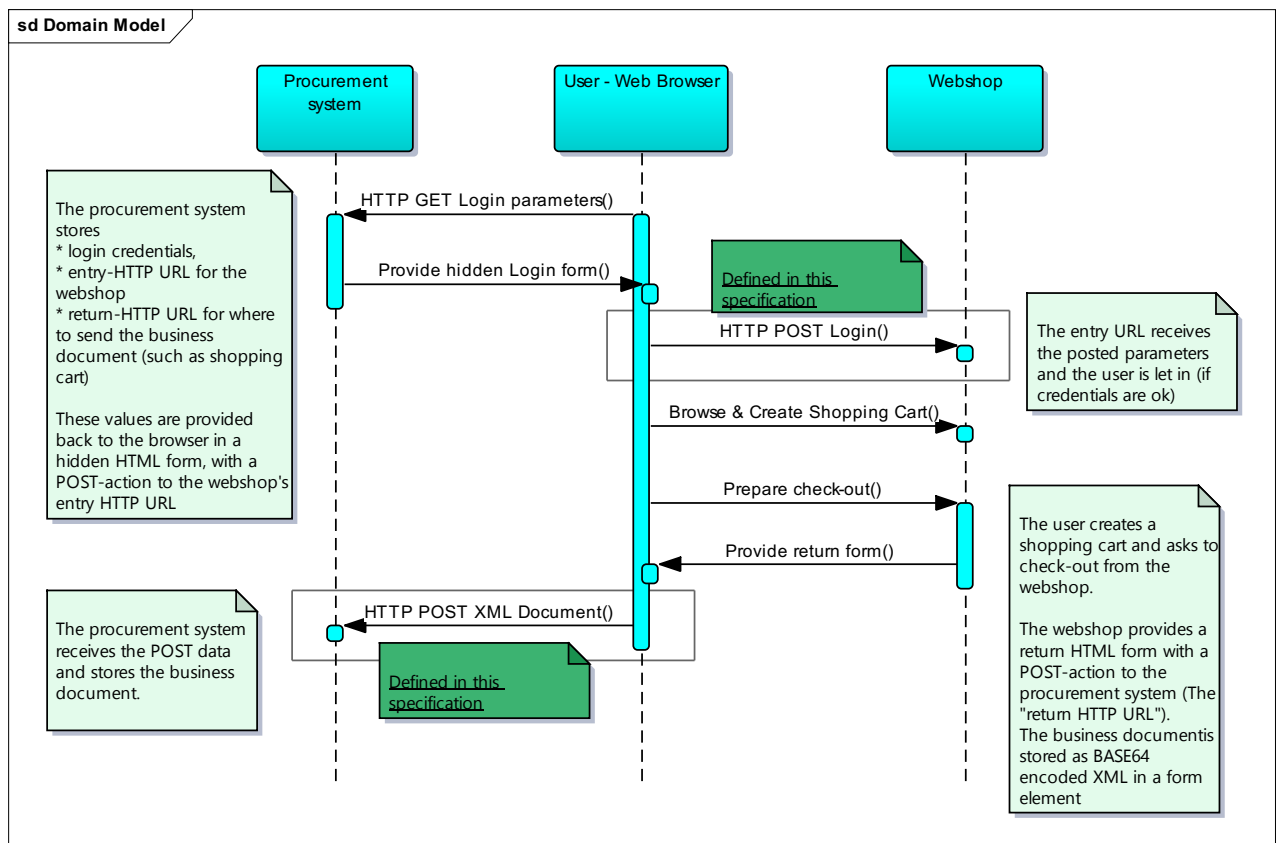 sd Domain Model
Procurement
system
User - Web Browser
Webshop
The procurement system
stores
* login credentials,
* entry-HTTP URL for the
webshop
* return-HTTP URL for where
to send the business
document (such as shopping
cart)
These values are provided
back to the browser in a
hidden HTML form, with a
POST-action to the webshop's
entry HTTP URL
HTTP GET Login parameters()
Provide hidden Login form()
Defined in this
specification
HTTP POST Login()
The entry URL receives
the posted parameters
and the user is let in (if
credentials are ok)
Browse & Create Shopping Cart()
Prepare check-out()
Provide return form()
The user creates a
shopping cart and asks to
check-out from the
webshop.
The webshop provides a
return HTML form with a
POST-action to the
procurement system (The
"return HTTP URL").
The business documentis
stored as BASE64
encoded XML in a form
element
HTTP POST XML Document()
The procurement system
receives the POST data
and stores the business
document.
Defined in this
specification